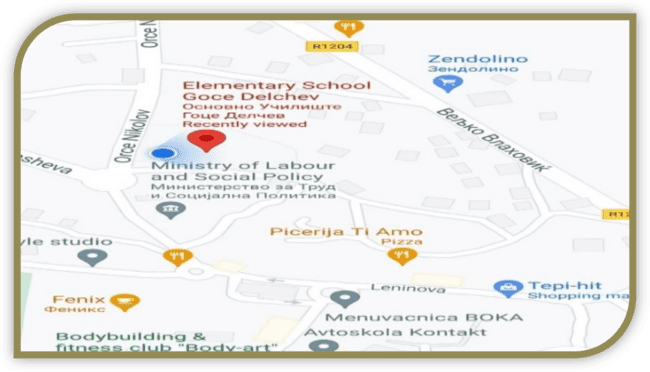 R1204
Orce Nikolov
Zendolino
Зендолино
Elementary School
Goce Delchev
Основно Училиште
Гоце Делчев
Recently viewed
Вељко Влаховиќ
Orce Nikolov
Ministry of Labour
and Social Policy
Министерство за Труд
и Социјална Политика
R12
Picerija Ti Amo
Pizza
yle studio
Leninova
Tepi-hit
Shopping ma
Fenix
Феникс
Menuvacnica BOKA
Avtoskola Kontakt
Bodybuilding &
fitness club "Body-art"